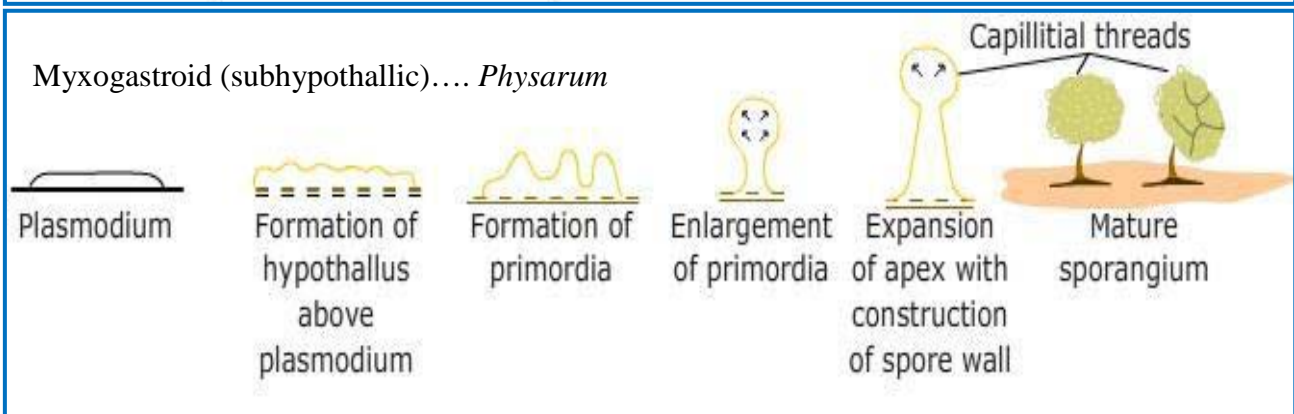 Capillitial threads
Myxogastroid (subhypothallic)…. Physarum
Plasmodium
Formation of
hypothallus
above
plasmodium
Formation of
primordia
Enlargement
of primordia
Expansion
of apex with
construction
of spore wall
Mature
sporangium